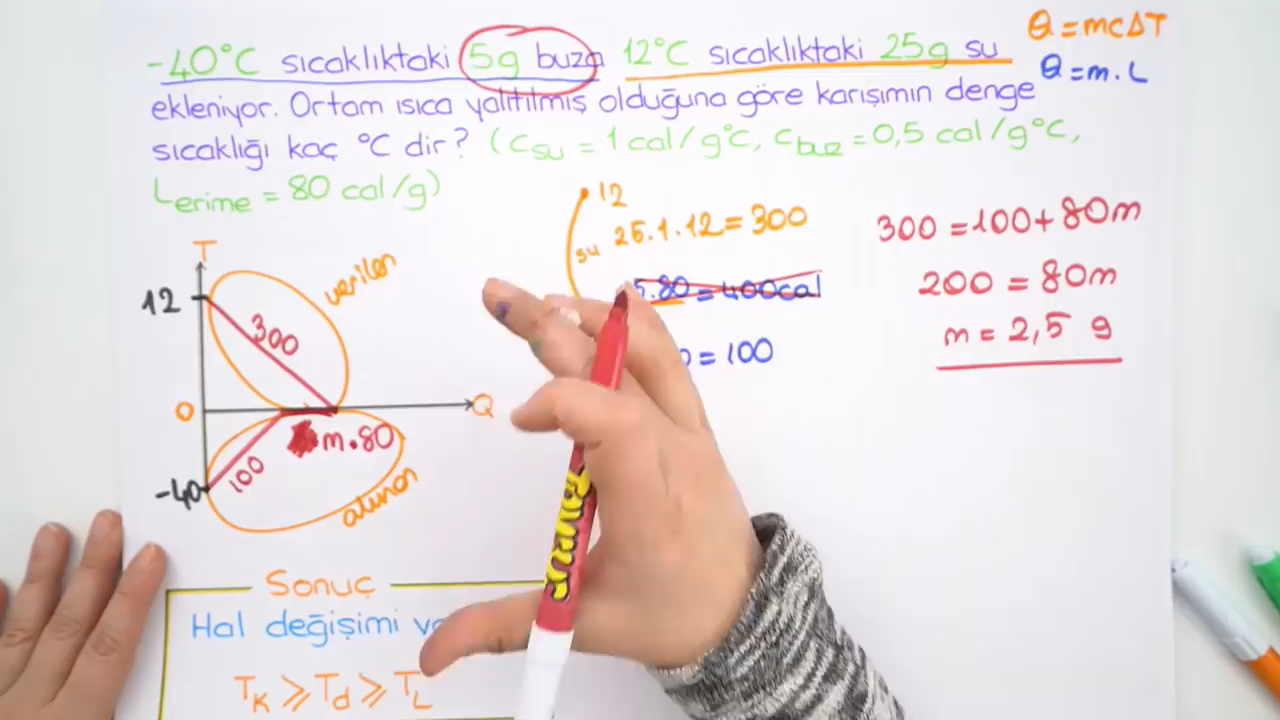 -40°C sıcaklıktaki 5g buza 12°C sıcaklıktaki 25g su
ekleniyor. Ortam ısıca yalıtılmış olduğuna göre karışımın denge
sıcaklığı kaç °C dir? (Csu = 1 cal/g°C, Cbuz = 0,5 cal/g°C,
Lerime = 80 cal/g)
Q = mcΔT
Q = m.L
12
su
25.1.12 = 300
5.80 = 400cal
= 100
300 = 100 + 80m
200 = 80m
m = 2,5 g
T
12
0
-40
Q
300
verilen
m.80
100
alınan
Sonuç
Hal değişimi
TK ≥ Td ≥ TL